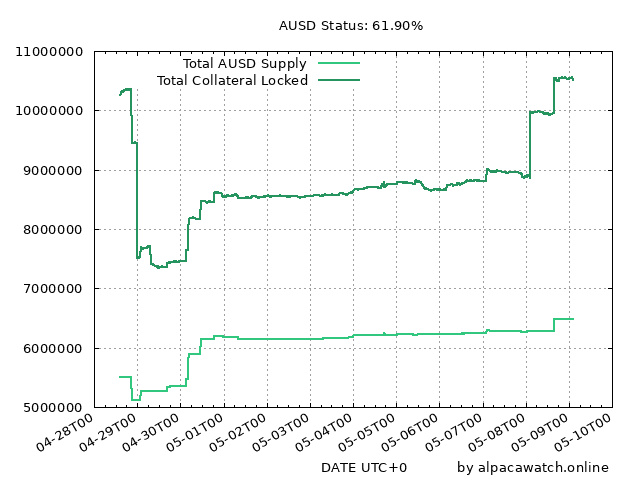 AUSD Status: 61.90%
Total AUSD Supply
Total Collateral Locked
11000000
10000000
9000000
8000000
7000000
6000000
5000000
04-28T00
04-29T00
04-30T00
05-01T00
05-02T00
05-03T00
05-04T00
05-05T00
05-06T00
05-07T00
05-08T00
05-09T00
05-10T00
DATE UTC+0
by alpacawatch.online